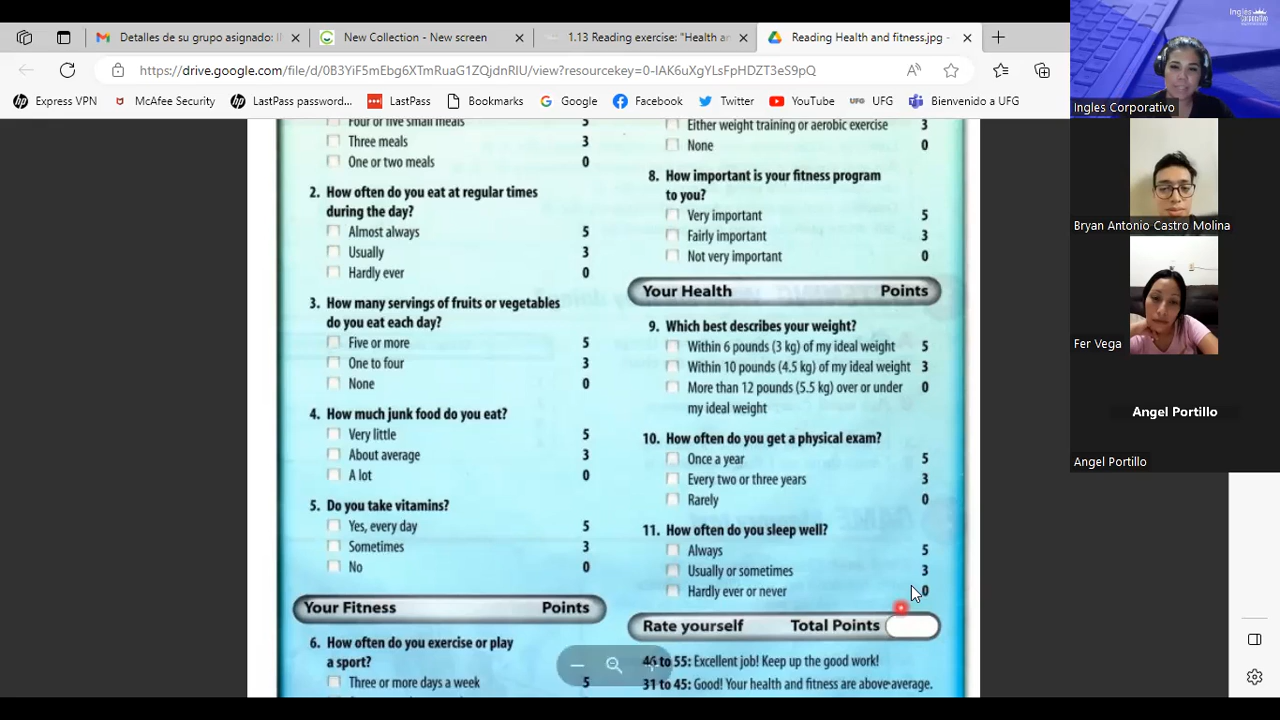 Detalles de su grupo asignado: II
New Collection - New screen
1.13 Reading exercise: "Health ar
Reading Health and fitness.jpg -
Express VPN
McAfee Security
LastPass password...
LastPass
Bookmarks
Google
Facebook
Twitter
YouTube
UFG
UFG
Bienvenido a UFG
Four or five small meals 5
Three meals 3
One or two meals 0
2. How often do you eat at regular times
during the day?
Almost always 5
Usually 3
Hardly ever 0
3. How many servings of fruits or vegetables
do you eat each day?
Five or more 5
One to four 3
None 0
4. How much junk food do you eat?
Very little 5
About average 3
A lot 0
5. Do you take vitamins?
Yes, every day 5
Sometimes 3
No 0
Your Fitness Points
6. How often do you exercise or play
a sport?
Three or more days a week 5
Either weight training or aerobic exercise 3
None 0
8. How important is your fitness program
to you?
Very important 5
Fairly important 3
Not very important 0
Your Health Points
9. Which best describes your weight?
Within 6 pounds (3 kg) of my ideal weight 5
Within 10 pounds (4.5 kg) of my ideal weight 3
More than 12 pounds (5.5 kg) over or under 0
my ideal weight
10. How often do you get a physical exam?
Once a year 5
Every two or three years 3
Rarely 0
11. How often do you sleep well?
Always 5
Usually or sometimes 3
Hardly ever or never 0
Rate yourself Total Points
46 to 55: Excellent job! Keep up the good work!
31 to 45: Good! Your health and fitness are above average.
Ingles
corporativo
Ingles Corporativo
Bryan Antonio Castro Molina
Fer Vega
Angel Portillo
Angel Portillo